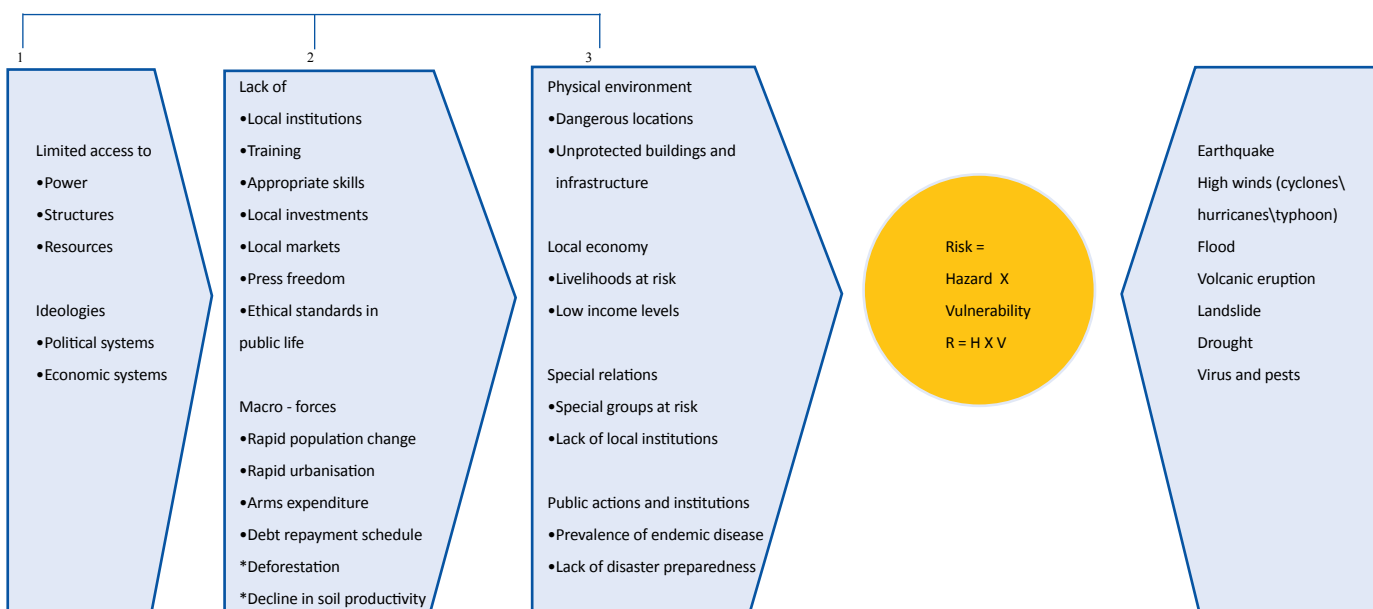 1
2
3
Limited access to
•Power
•Structures
•Resources
Ideologies
•Political systems
•Economic systems
Lack of
•Local institutions
•Training
•Appropriate skills
•Local investments
•Local markets
•Press freedom
•Ethical standards in
public life
Macro - forces
•Rapid population change
•Rapid urbanisation
•Arms expenditure
•Debt repayment schedule
*Deforestation
*Decline in soil productivity
Physical environment
•Dangerous locations
•Unprotected buildings and
infrastructure
Local economy
•Livelihoods at risk
•Low income levels
Special relations
•Special groups at risk
•Lack of local institutions
Public actions and institutions
•Prevalence of endemic disease
•Lack of disaster preparedness
Risk =
Hazard X
Vulnerability
R = H X V
Earthquake
High winds (cyclones\
hurricanes\typhoon)
Flood
Volcanic eruption
Landslide
Drought
Virus and pests